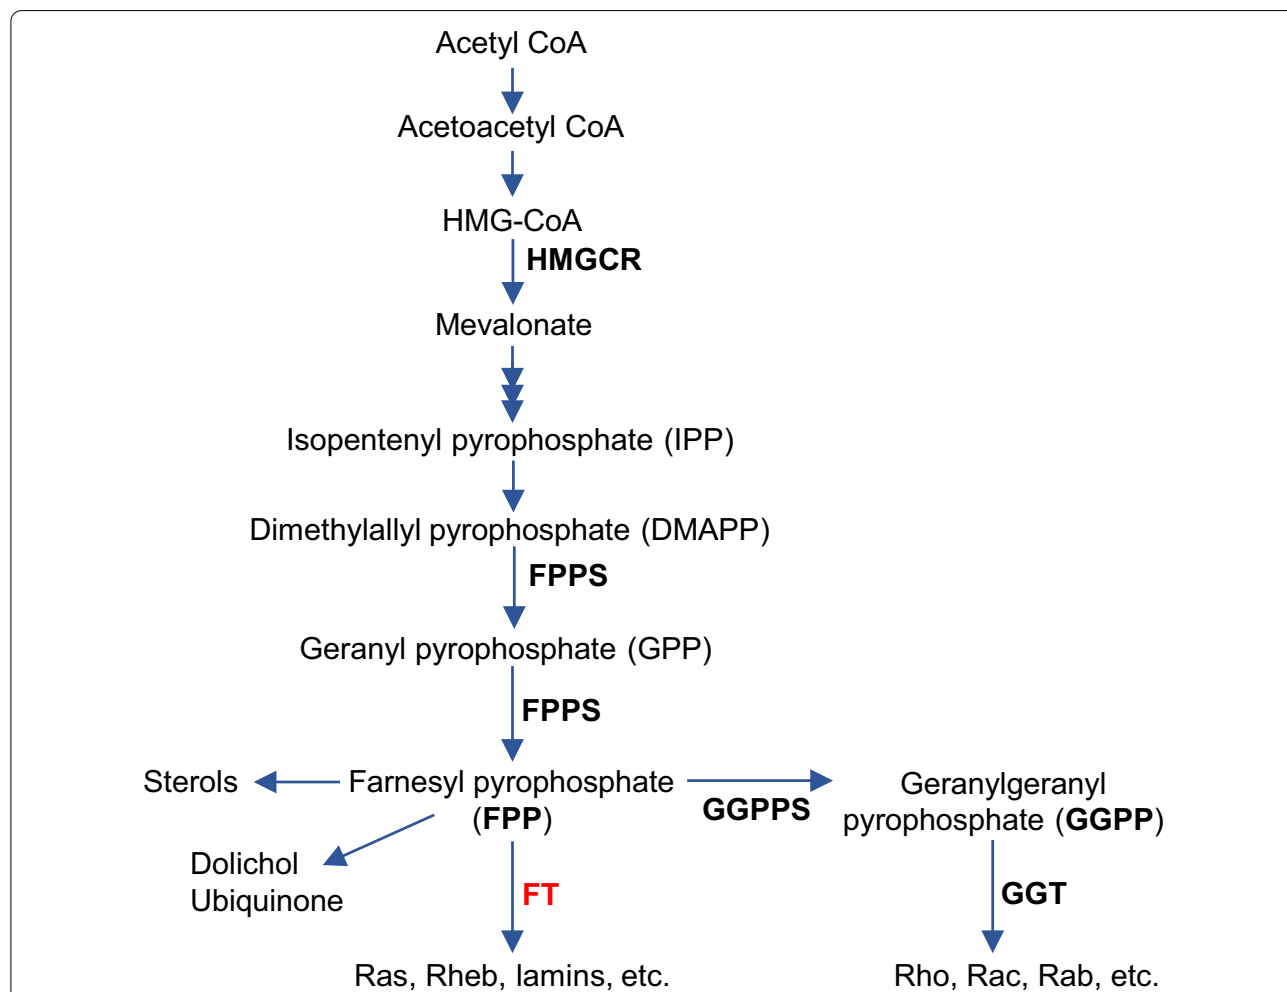 Acetyl CoA
Acetoacetyl CoA
HMG-CoA
HMGCR
Mevalonate
Isopentenyl pyrophosphate (IPP)
Dimethylallyl pyrophosphate (DMAPP)
FPPS
Geranyl pyrophosphate (GPP)
FPPS
Sterols
Farnesyl pyrophosphate
(FPP)
GGPPS
Geranylgeranyl
pyrophosphate (GGPP)
Dolichol
Ubiquinone
FT
GGT
Ras, Rheb, lamins, etc.
Rho, Rac, Rab, etc.